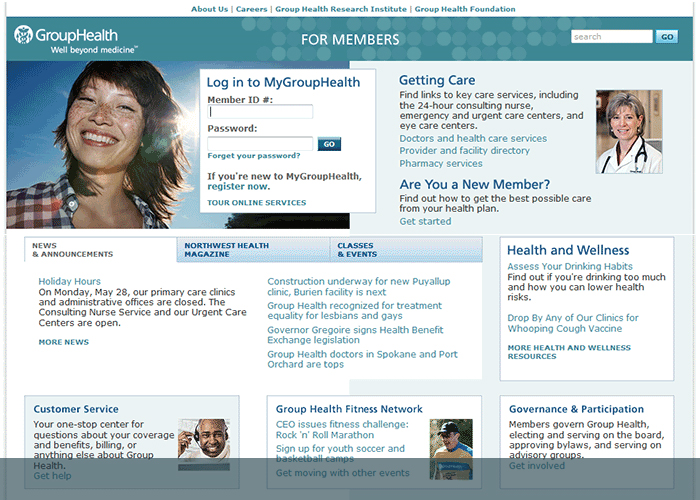 About Us | Careers | Group Health Research Institute | Group Health Foundation
GroupHealth
Well beyond medicine™
FOR MEMBERS
search
GO
Log in to MyGroupHealth
Member ID #:
Password:
GO
Forget your password?
If you're new to MyGroupHealth,
register now.
TOUR ONLINE SERVICES
Getting Care
Find links to key care services, including
the 24-hour consulting nurse,
emergency and urgent care centers, and
eye care centers.
Doctors and health care services
Provider and facility directory
Pharmacy services
Are You a New Member?
Find out how to get the best possible care
from your health plan.
Get started
NEWS
& ANNOUNCEMENTS
NORTHWEST HEALTH
MAGAZINE
CLASSES
& EVENTS
Holiday Hours
On Monday, May 28, our primary care clinics
and administrative offices are closed. The
Consulting Nurse Service and our Urgent Care
Centers are open.
MORE NEWS
Construction underway for new Puyallup
clinic, Burien facility is next
Group Health recognized for treatment
equality for lesbians and gays
Governor Gregoire signs Health Benefit
Exchange legislation
Group Health doctors in Spokane and Port
Orchard are tops
Health and Wellness
Assess Your Drinking Habits
Find out if you're drinking too much
and how you can lower health
risks.
Drop By Any of Our Clinics for
Whooping Cough Vaccine
MORE HEALTH AND WELLNESS
RESOURCES
Customer Service
Your one-stop center for
questions about your coverage
and benefits, billing, or
anything else about Group
Health.
Get help
Group Health Fitness Network
CEO issues fitness challenge:
Rock 'n' Roll Marathon
Sign up for youth soccer and
basketball camps
Get moving with other events
Governance & Participation
Members govern Group Health,
electing and serving on the board,
approving bylaws, and serving on
advisory groups.
Get involved